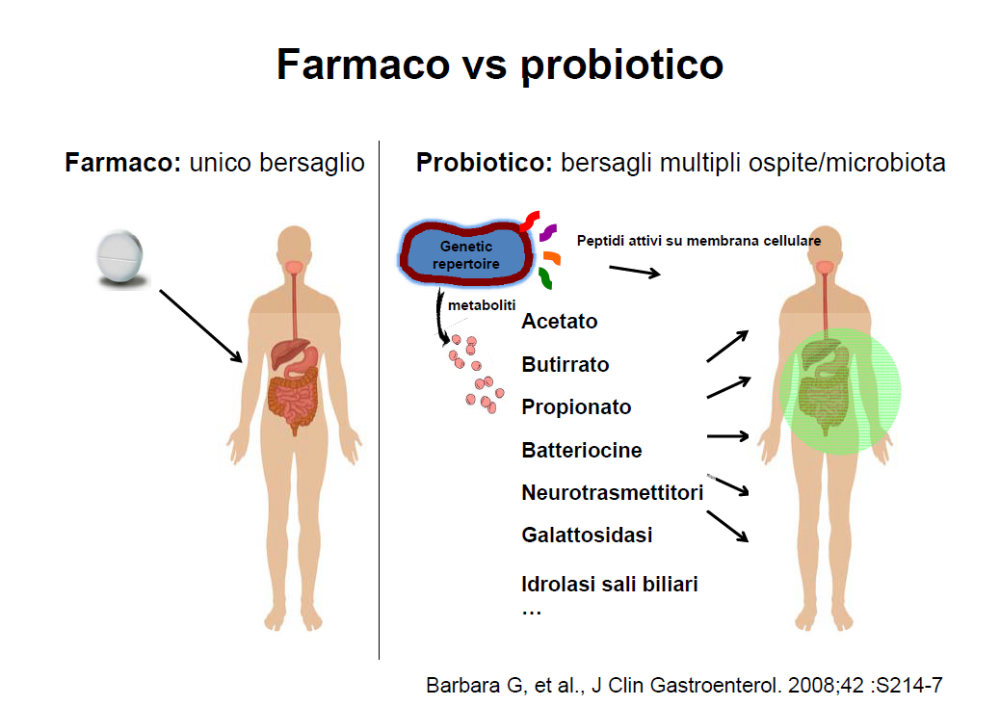 Farmaco vs probiotico
Farmaco: unico bersaglio
Probiotico: bersagli multipli ospite/microbiota
Genetic
repertoire
Peptidi attivi su membrana cellulare
metaboliti
Acetato
Butirrato
Propionato
Batteriocine
Neurotrasmettitori
Galattosidasi
Idrolasi sali biliari
…
Barbara G, et al., J Clin Gastroenterol. 2008;42 :S214-7